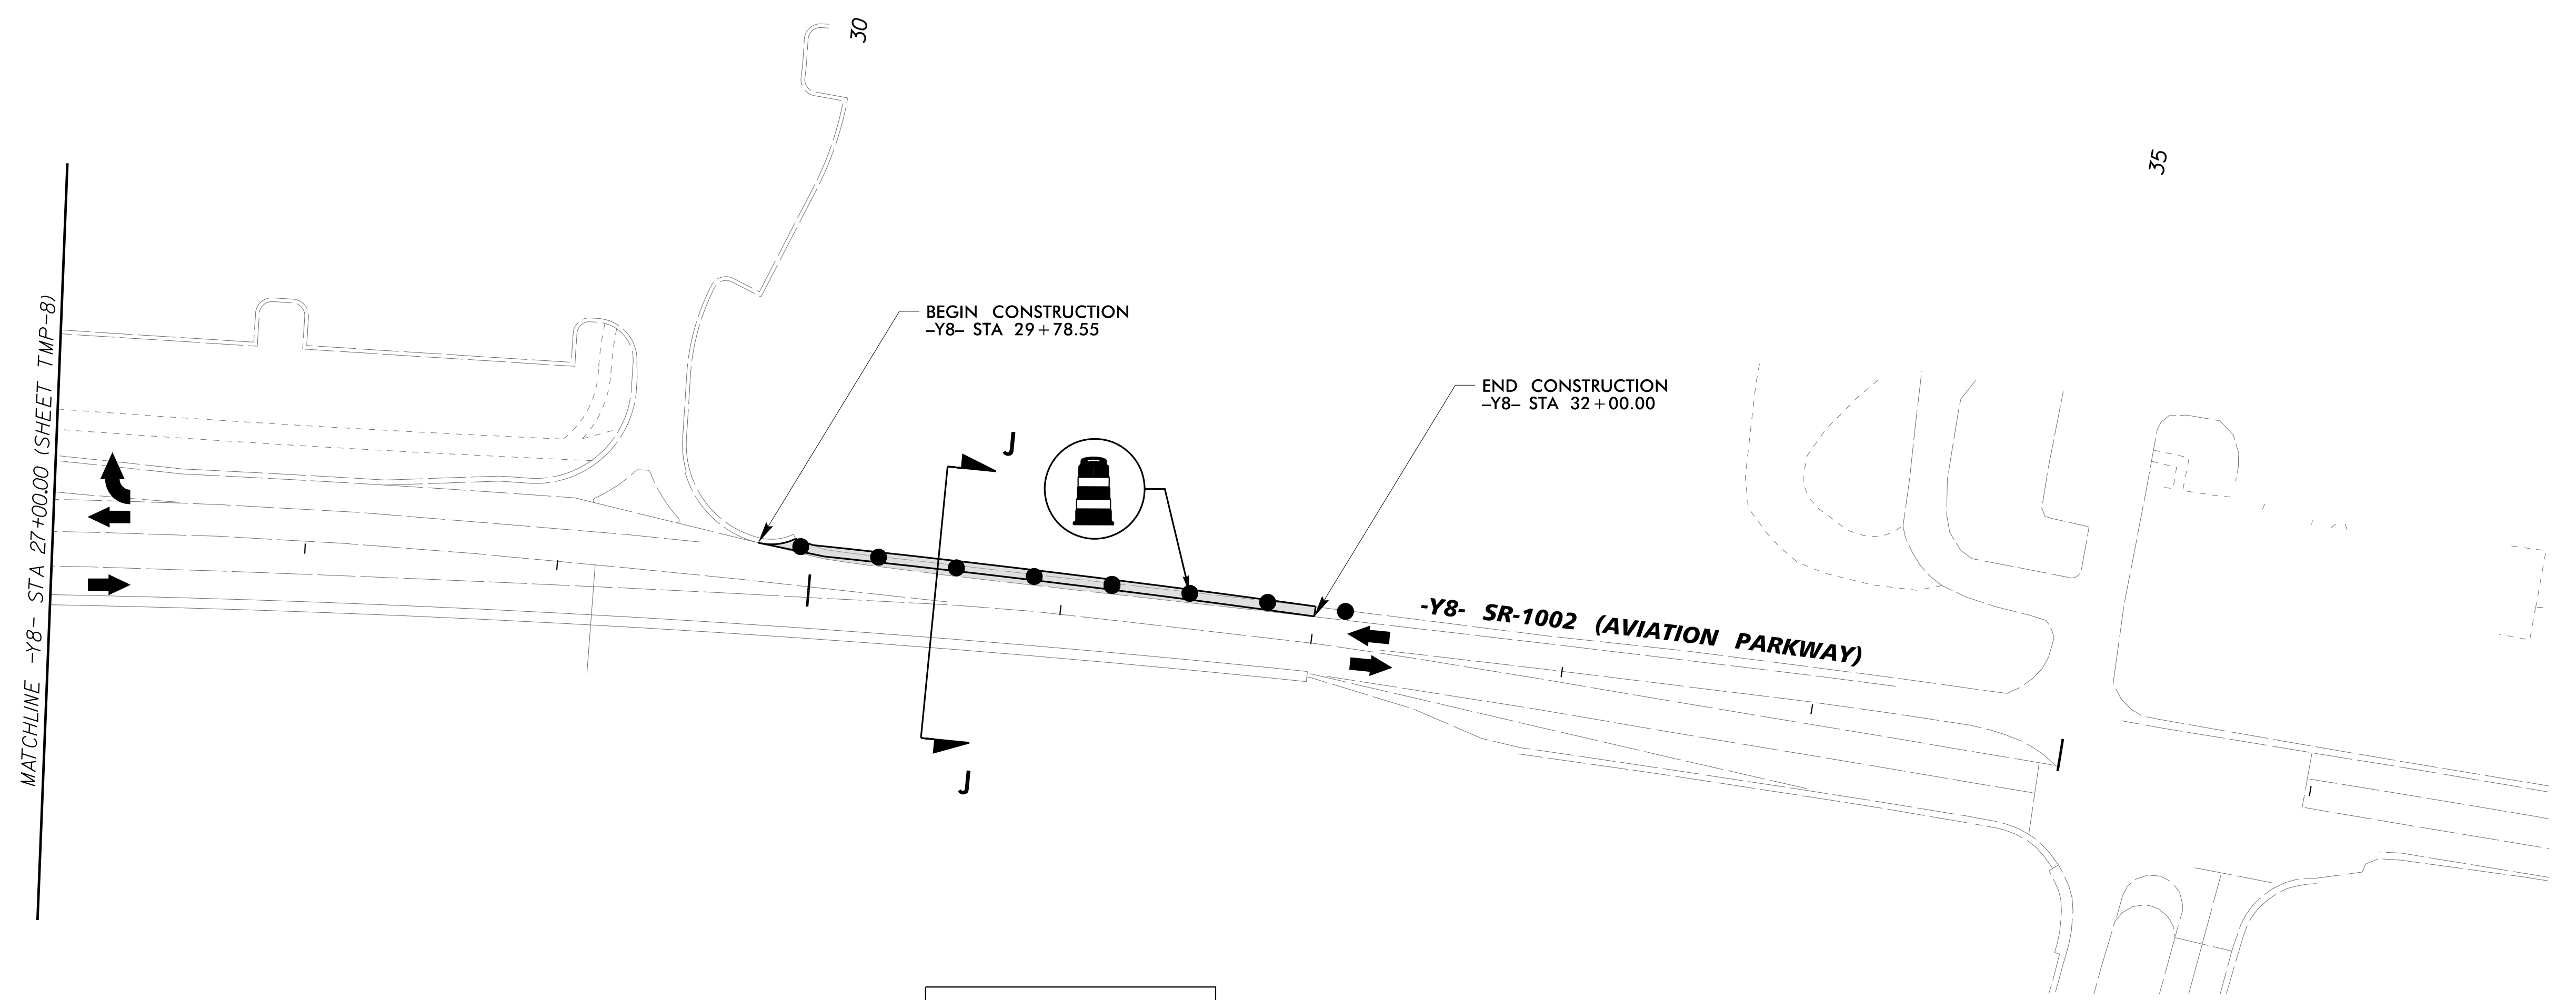 30
35
MATCHLINE -Y8- STA 27+00.00 (SHEET TMP-8)
BEGIN CONSTRUCTION
–Y8– STA 29+78.55
END CONSTRUCTION
–Y8– STA 32+00.00
J
-Y8- SR-1002 (AVIATION PARKWAY)
J